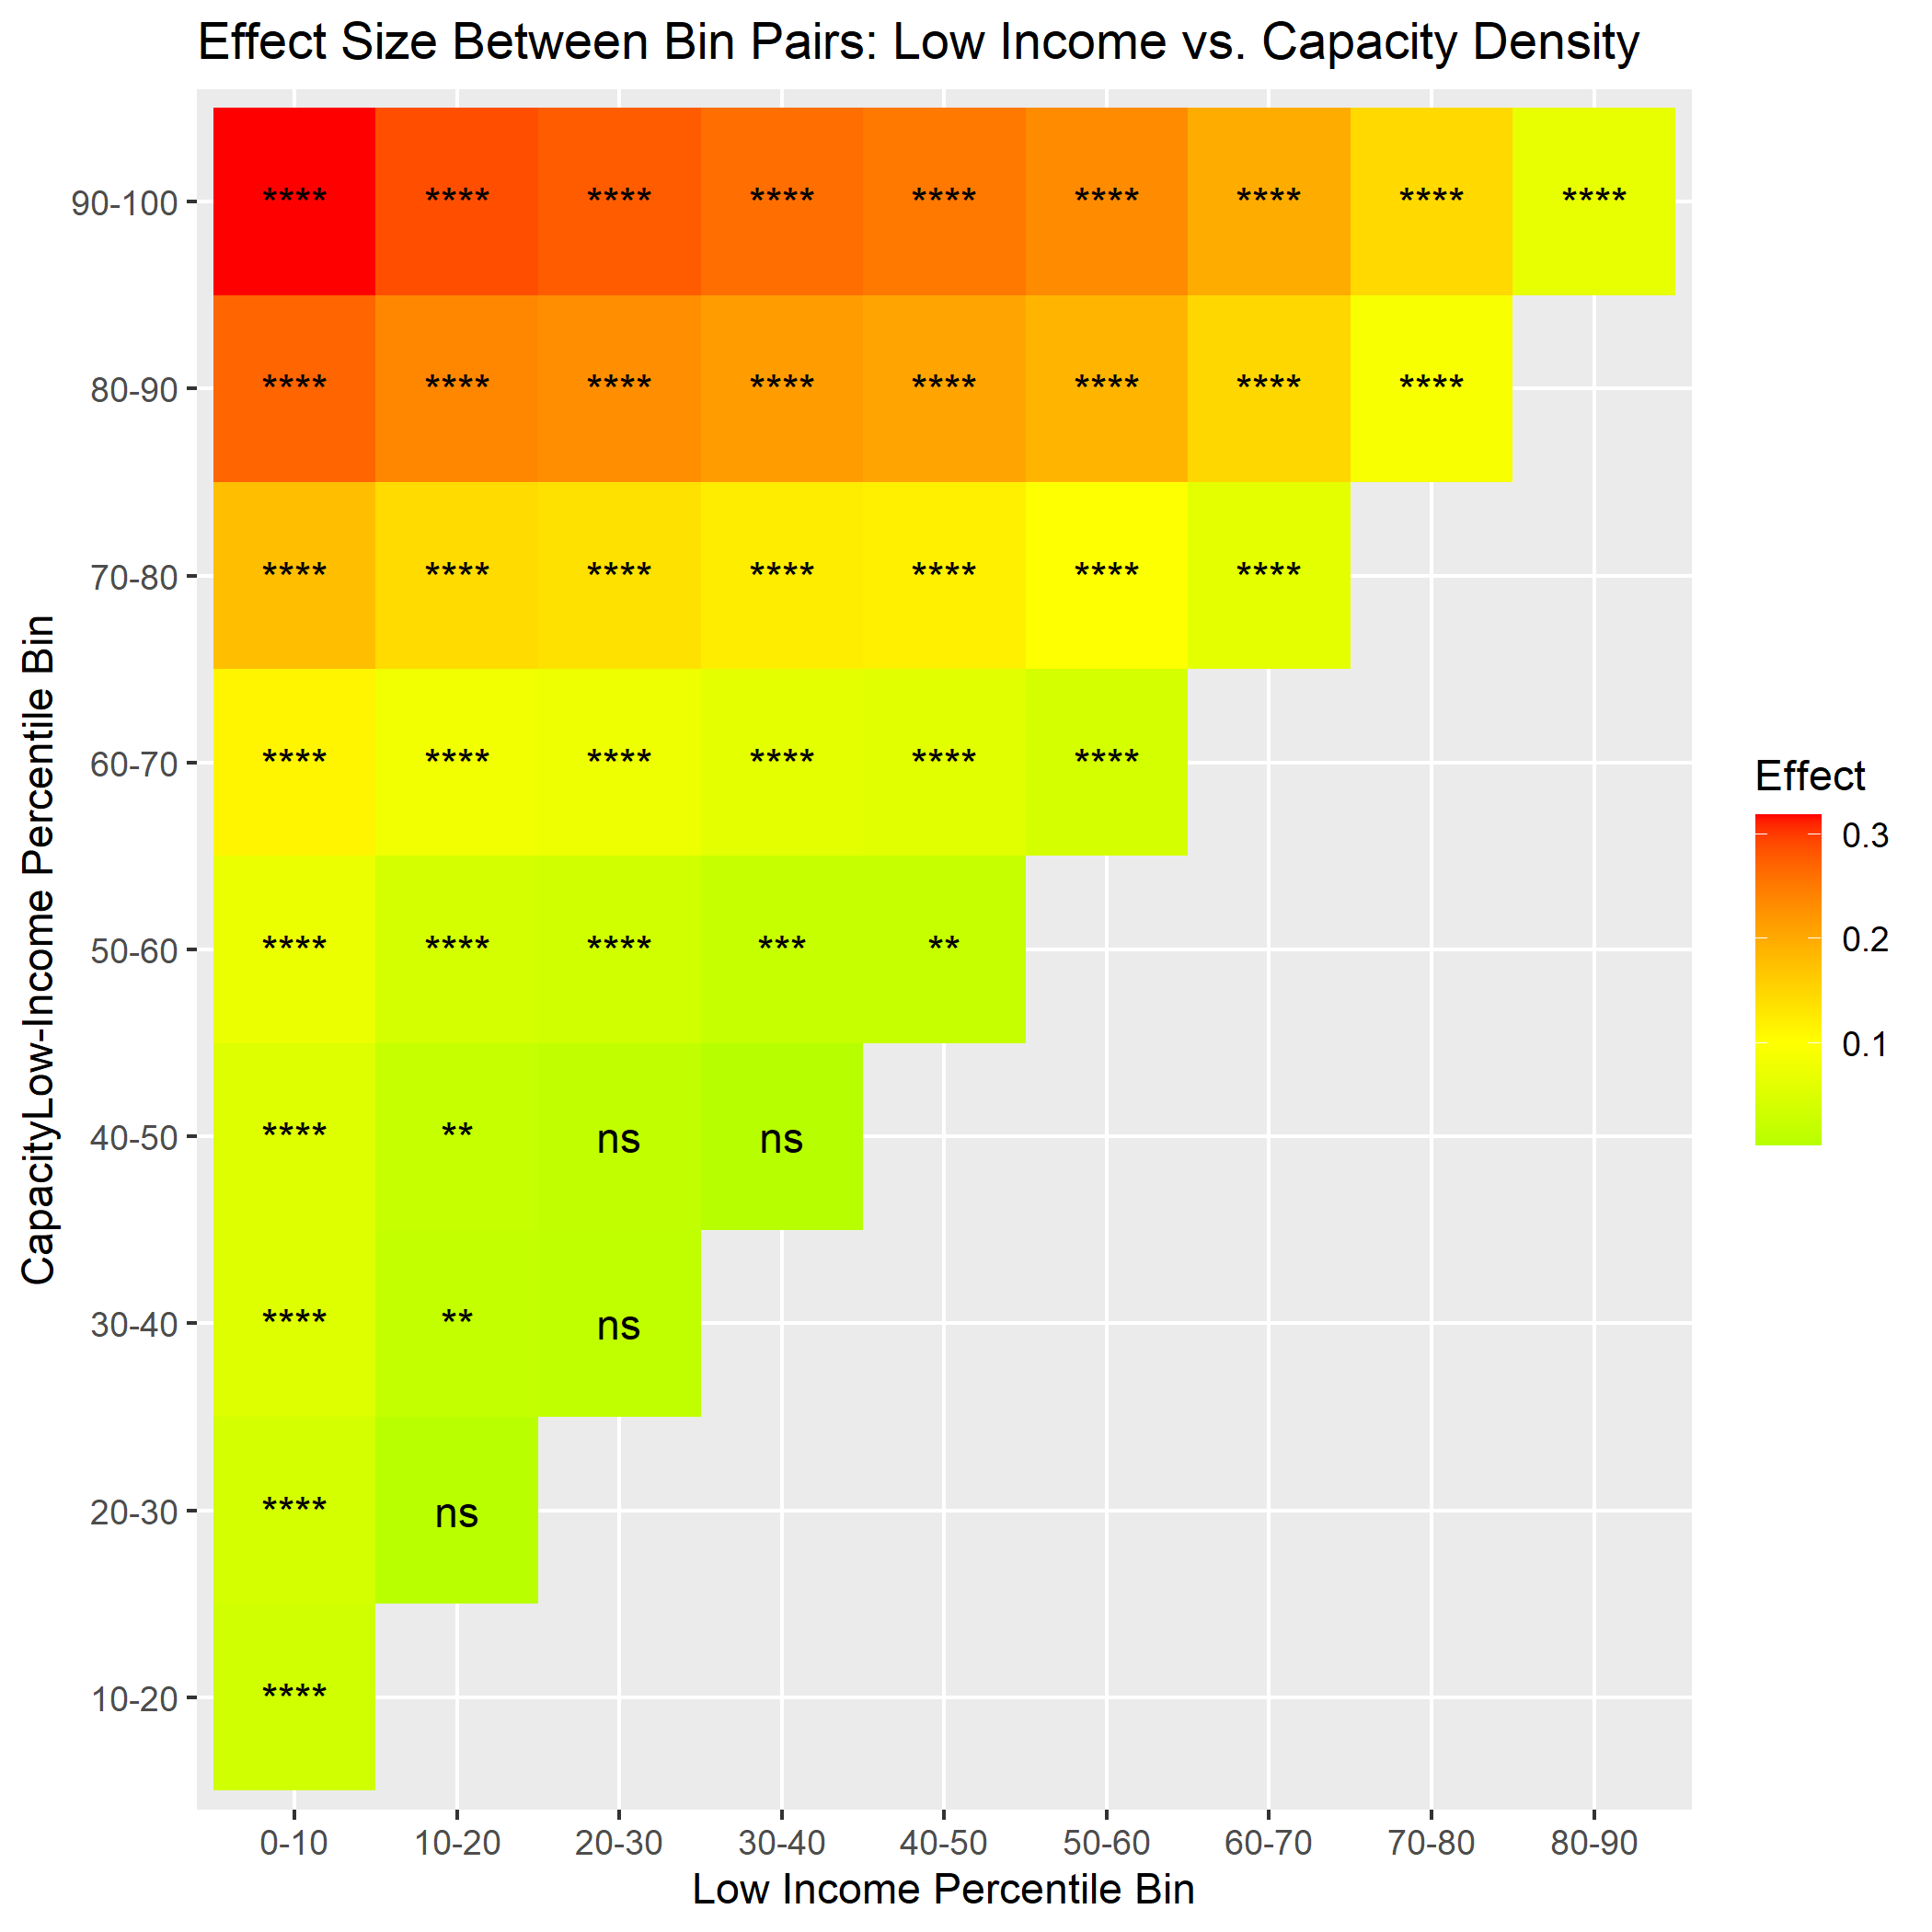 Effect Size Between Bin Pairs: Low Income vs. Capacity Density
CapacityLow-Income Percentile Bin
90-100 **** **** **** **** **** **** **** **** ****
80-90 **** **** **** **** **** **** **** ****
70-80 **** **** **** **** **** **** ****
60-70 **** **** **** **** **** ****
50-60 **** **** **** *** **
40-50 **** ** ns ns
30-40 **** ** ns
20-30 **** ns
10-20 ****
0-10 10-20 20-30 30-40 40-50 50-60 60-70 70-80 80-90
Low Income Percentile Bin
Effect
0.3
0.2
0.1